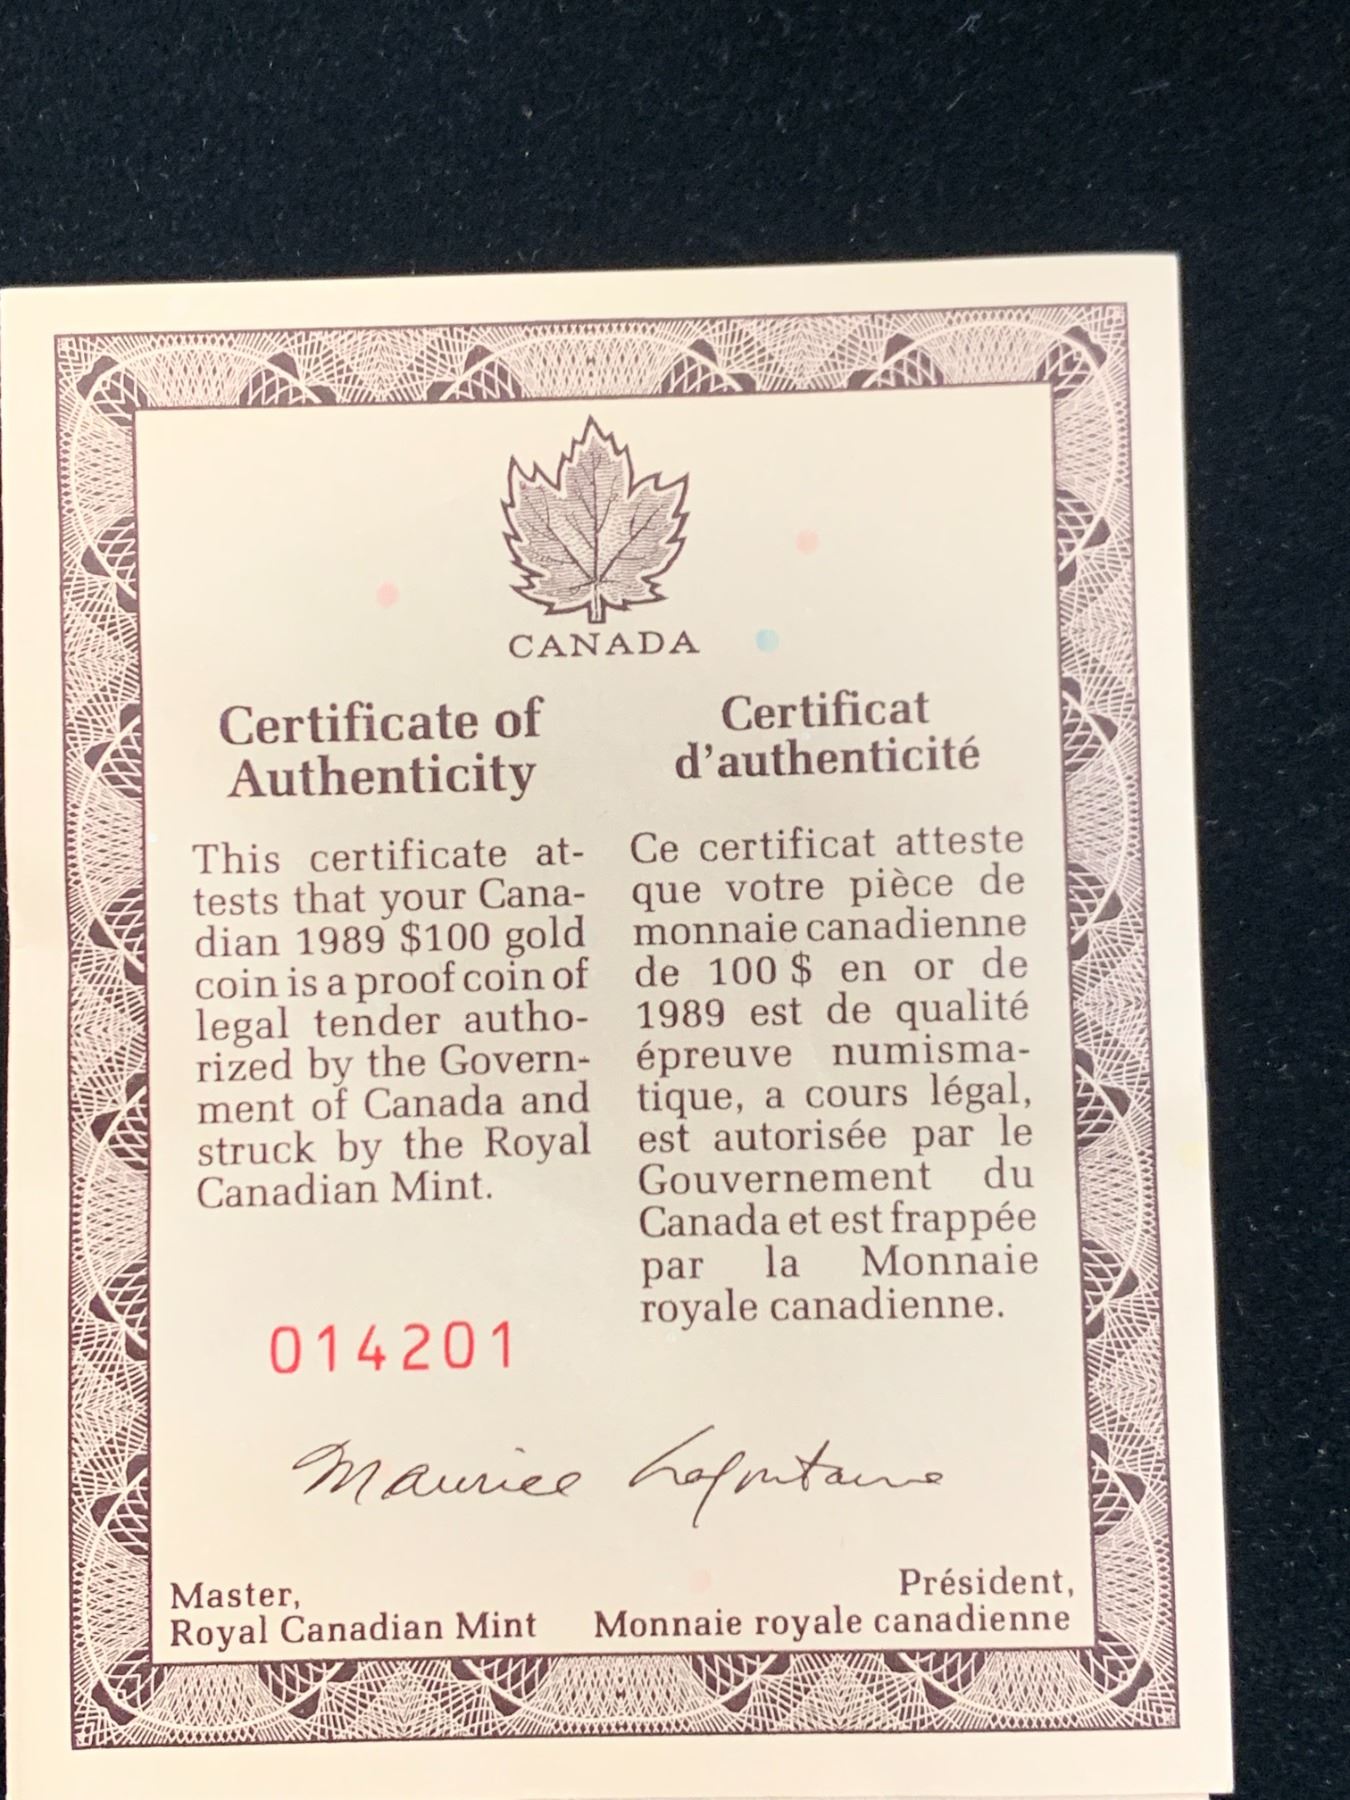 CANADA
Certificate of
Authenticity
This certificate at-
tests that your Cana-
dian 1989 $100 gold
coin is a proof coin of
legal tender autho-
rized by the Govern-
ment of Canada and
struck by the Royal
Canadian Mint.
014201
Certificat
d'authenticité
Ce certificat atteste
que votre pièce de
monnaie canadienne
de 100 $ en or de
1989 est de qualité
épreuve numisma-
tique, a cours légal,
est autorisée par le
Gouvernement du
Canada et est frappée
par la Monnaie
royale canadienne.
Maurice Lafontaine
Master,
Royal Canadian Mint
Président,
Monnaie royale canadienne